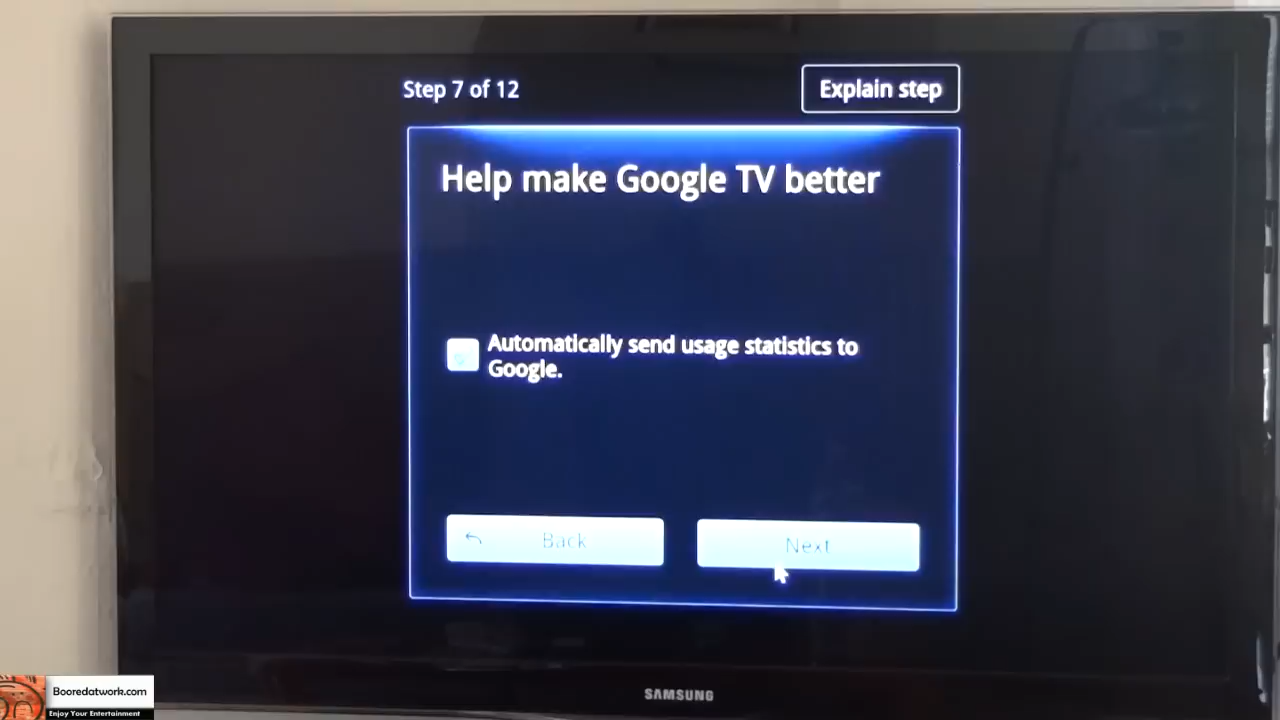 Step 7 of 12
Explain step
Help make Google TV better
Automatically send usage statistics to
Google.
Back
Next
SAMSUNG
Booredatwork.com
Enjoy Your Entertainment